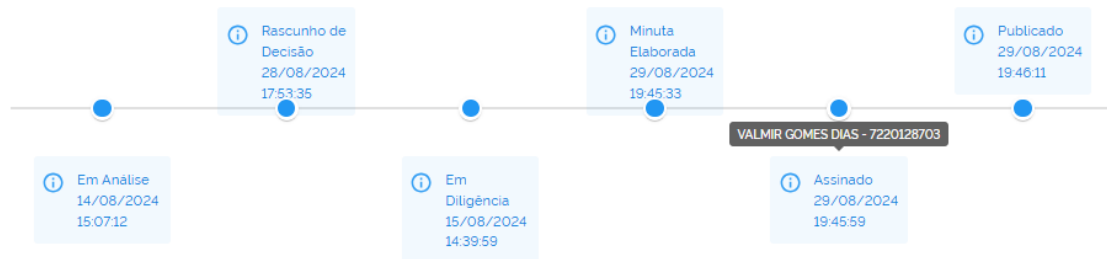 Em Análise
14/08/2024
15:07:12
Rascunho de
Decisão
28/08/2024
17:53:35
Em
Diligência
15/08/2024
14:39:59
Minuta
Elaborada
29/08/2024
19:45:33
VALMIR GOMES DIAS - 7220128703
Assinado
29/08/2024
19:45:59
Publicado
29/08/2024
19:46:11